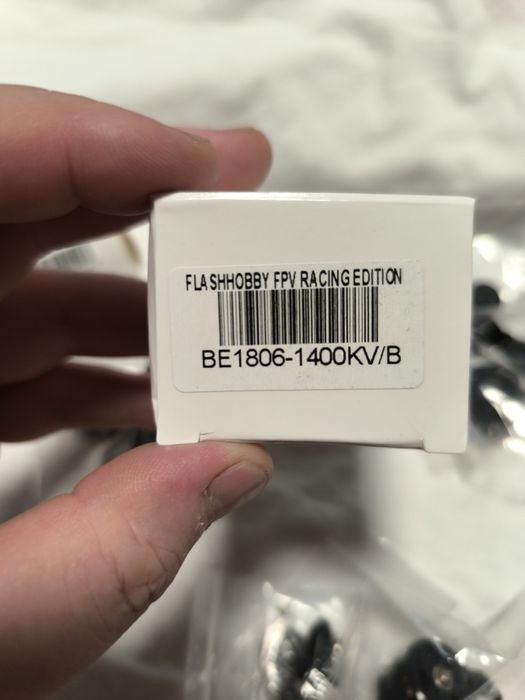 FLASHHOBBY FPV RACING EDITION
BE1806-1400KV/B